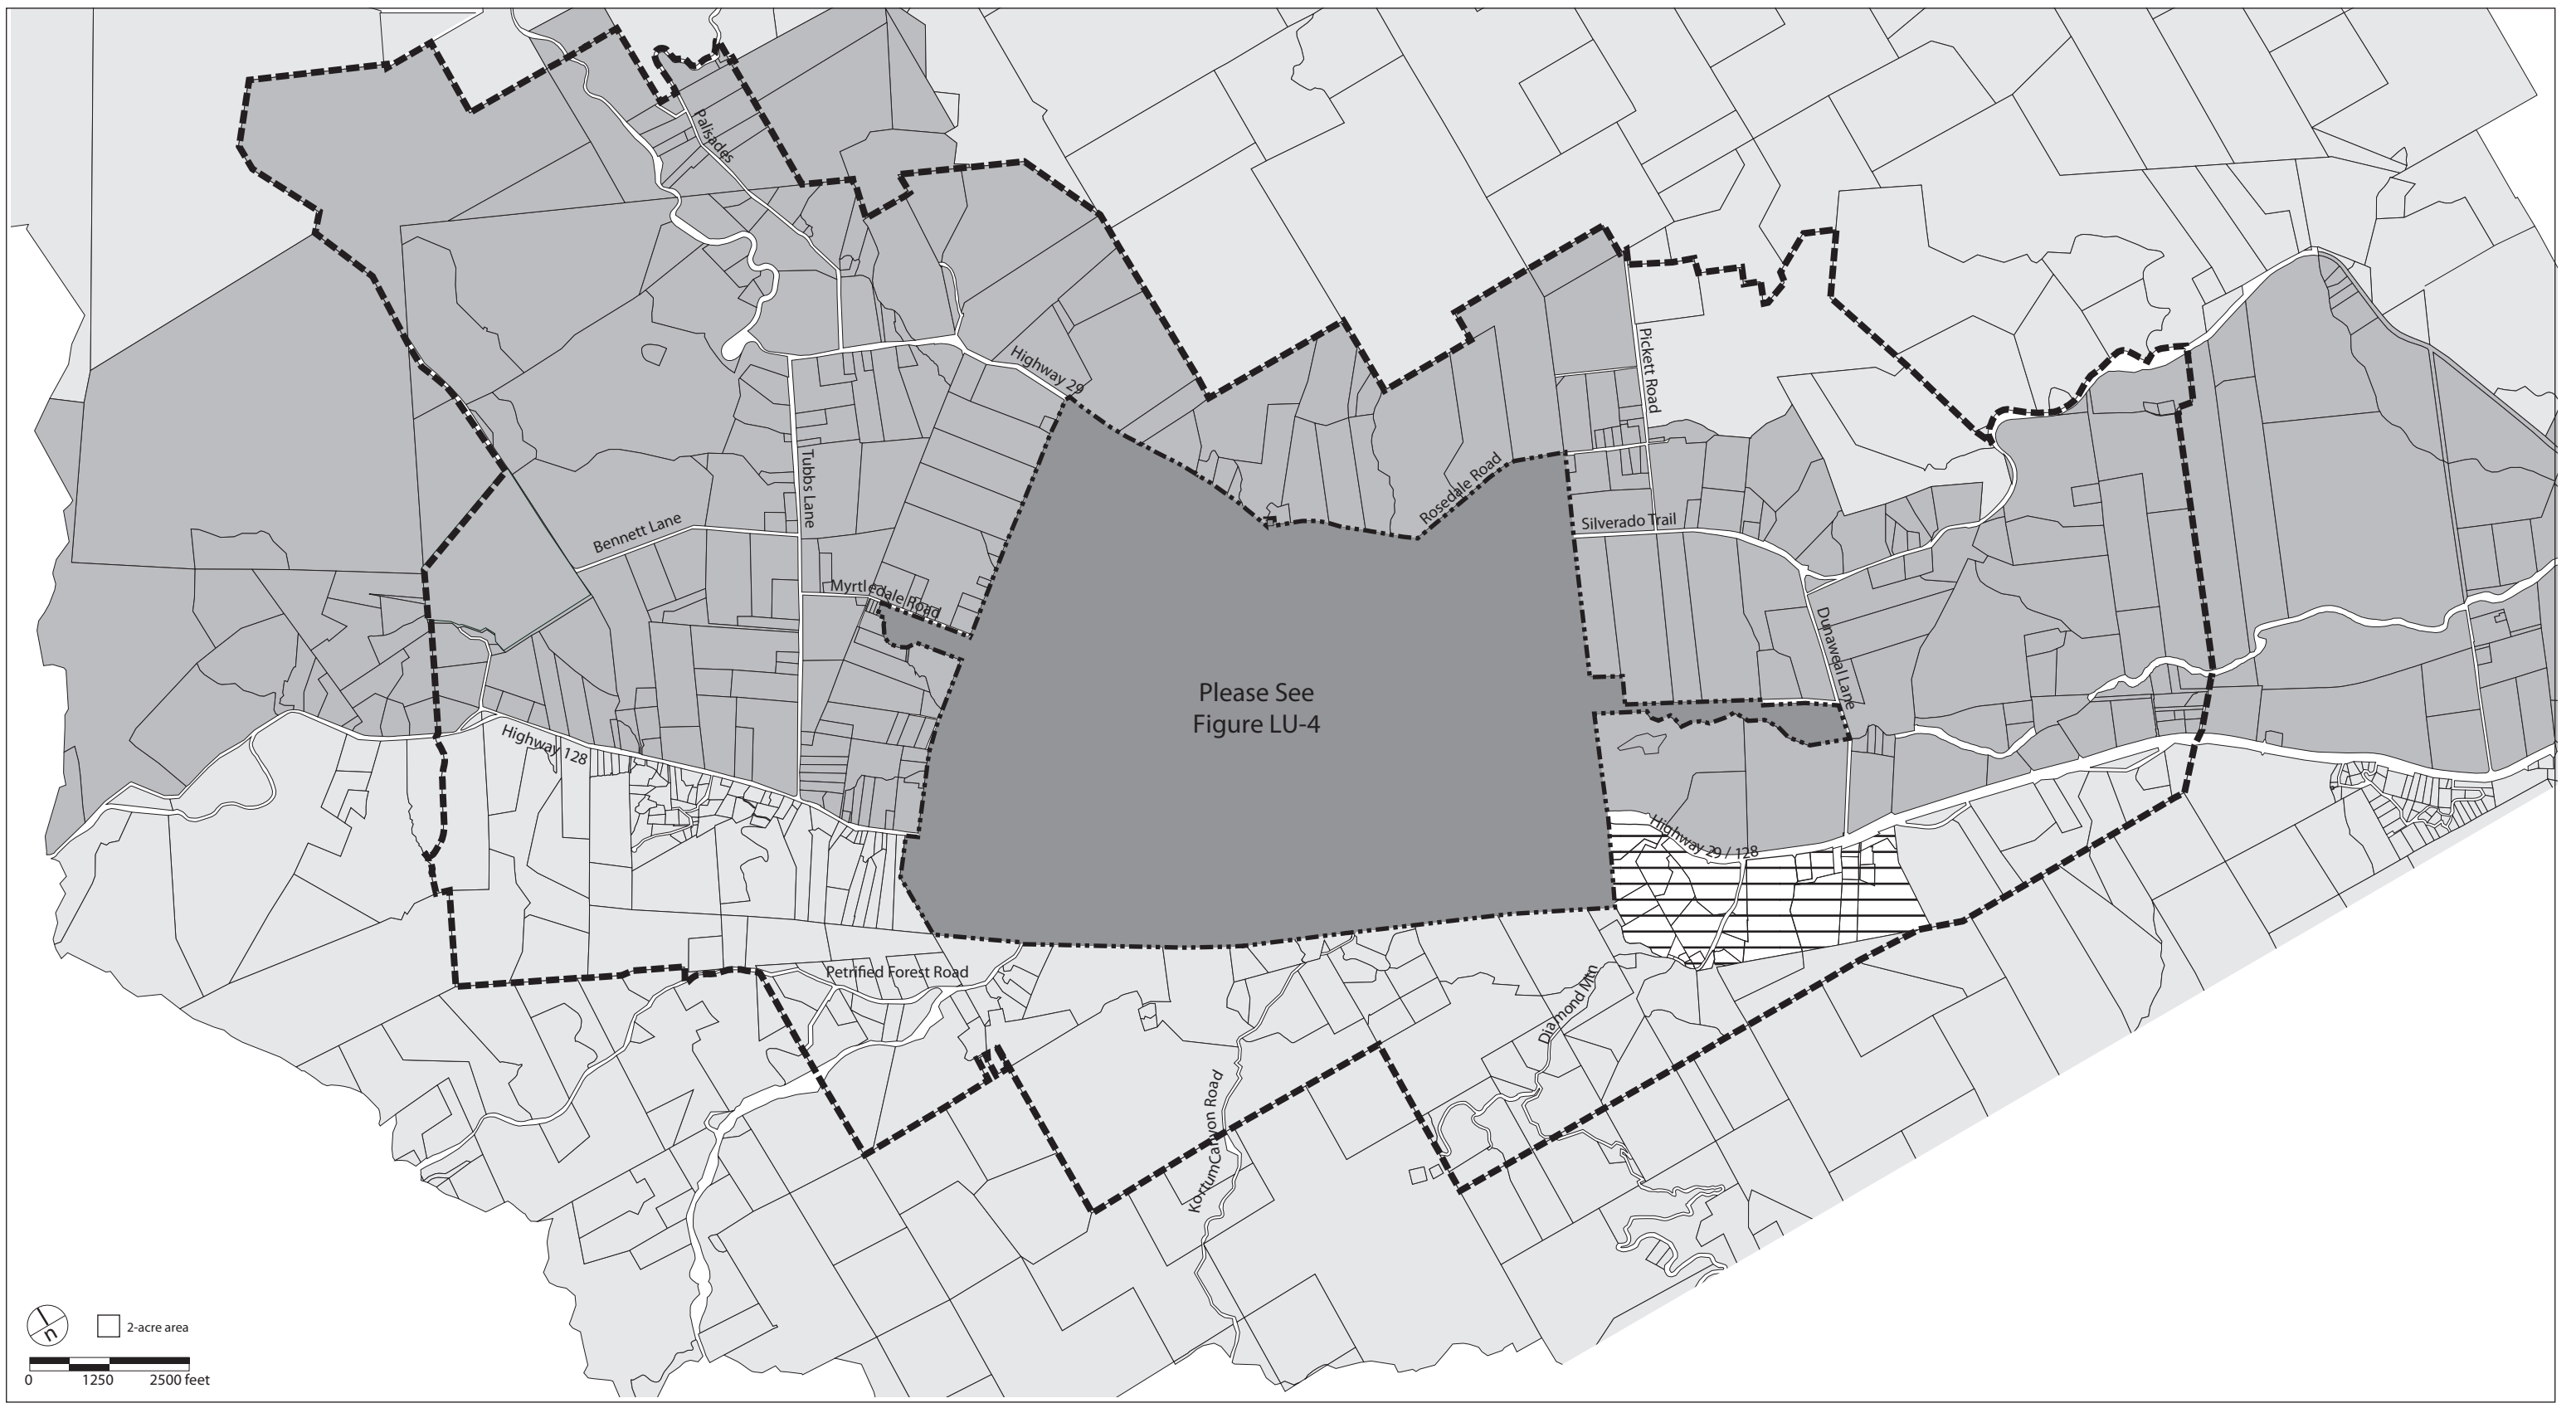 Palisades
Highway 29
Pickett Road
Tubbs Lane
Rosedale Road
Bennett Lane
Silverado Trail
Myrtledale Road
Dunaweal Lane
Please See
Figure LU-4
Highway 128
Highway 29 / 128
Petrified Forest Road
Diamond Mtn
Kortum Canyon Road
n
2-acre area
0 1250 2500 feet